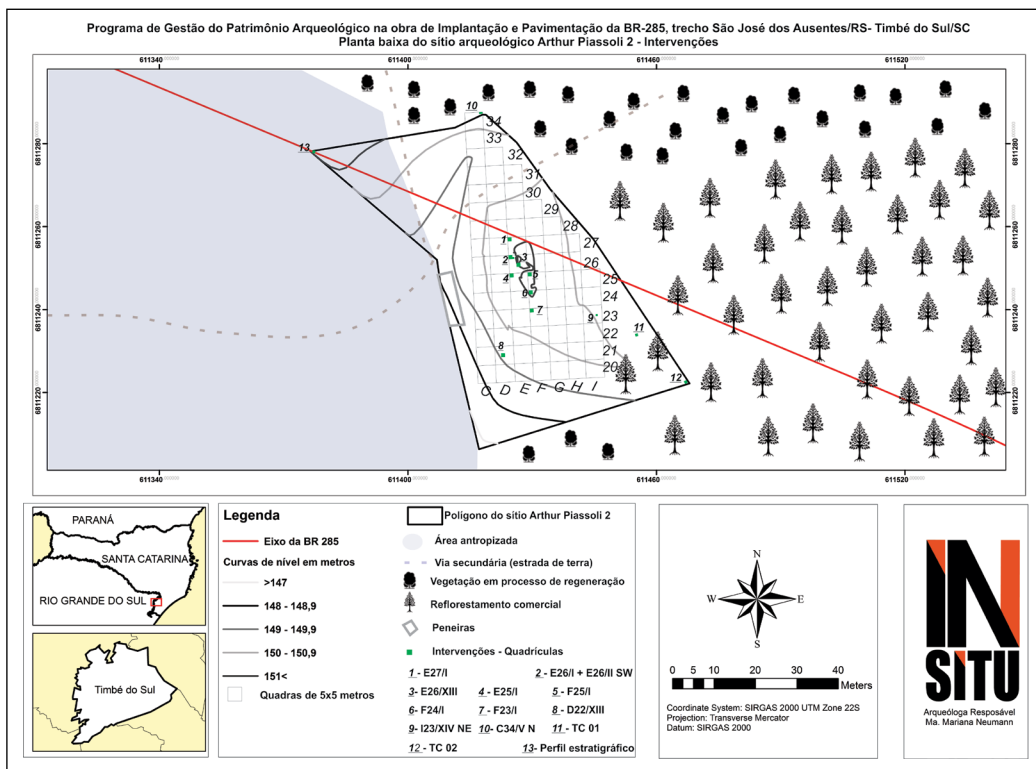 Programa de Gestão do Patrimônio Arqueológico na obra de Implantação e Pavimentação da BR-285, trecho São José dos Ausentes/RS- Timbé do Sul/SC
Planta baixa do sítio arqueológico Arthur Piassoli 2 - Intervenções
611340
611400
611460
611520
6811280
6811260
6811240
6811220
6811280
6811260
6811240
6811220
10
13
34
33
32
31
30
29
28
27
26
25
24
23
22
21
20
1
2
3
4
5
6
7
8
9
11
12
C D E F G H I
611340
611400
611460
611520
PARANÁ
SANTA CATARINA
RIO GRANDE DO SUL
Timbé do Sul
Legenda
Eixo da BR 285
Curvas de nível em metros
>147
148 - 148,9
149 - 149,9
150 - 150,9
151<
Quadras de 5x5 metros
Polígono do sítio Arthur Piassoli 2
Área antropizada
Via secundária (estrada de terra)
Vegetação em processo de regeneração
Reflorestamento comercial
Peneiras
Intervenções - Quadrículas
1 - E27/I 2 - E26/I + E26/II SW
3- E26/XIII 4- E25/I 5 - F25/I
6- F24/I 7- F23/I 8 - D22/XIII
9- I23/XIV NE 10- C34/V N 11 - TC 01
12 - TC 02 13- Perfil estratigráfico
N
W E
S
0 5 10 20 30 40
Meters
Coordinate System: SIRGAS 2000 UTM Zone 22S
Projection: Transverse Mercator
Datum: SIRGAS 2000
IN
SITU
Arqueóloga Resposável
Ma. Mariana Neumann